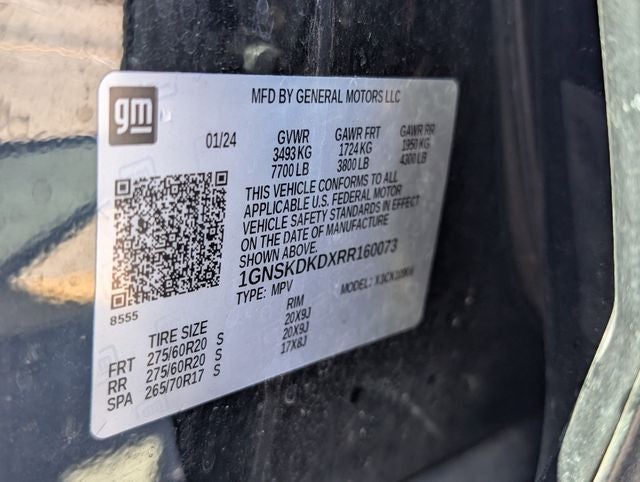 gm
MFD BY GENERAL MOTORS LLC
01/24 GVWR GAWR FRT GAWR RR
3493 KG 1724 KG 1950 KG
7700 LB 3800 LB 4300 LB
THIS VEHICLE CONFORMS TO ALL
APPLICABLE U.S. FEDERAL MOTOR
VEHICLE SAFETY STANDARDS IN EFFECT
ON THE DATE OF MANUFACTURE
SHOWN ABOVE.
1GNSKDKDXRR160073
TYPE: MPV MODEL:
8555
TIRE SIZE RIM
FRT 275/60R20 S 20X9J
RR 275/60R20 S 20X9J
SPA 265/70R17 S 17X8J